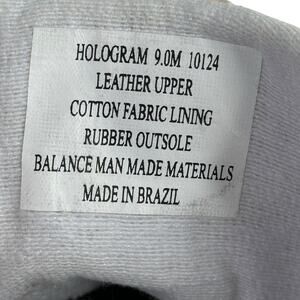 HOLOGRAM 9.0M 10124
LEATHER UPPER
COTTON FABRIC LINING
RUBBER OUTSOLE
BALANCE MAN MADE MATERIALS
MADE IN BRAZIL